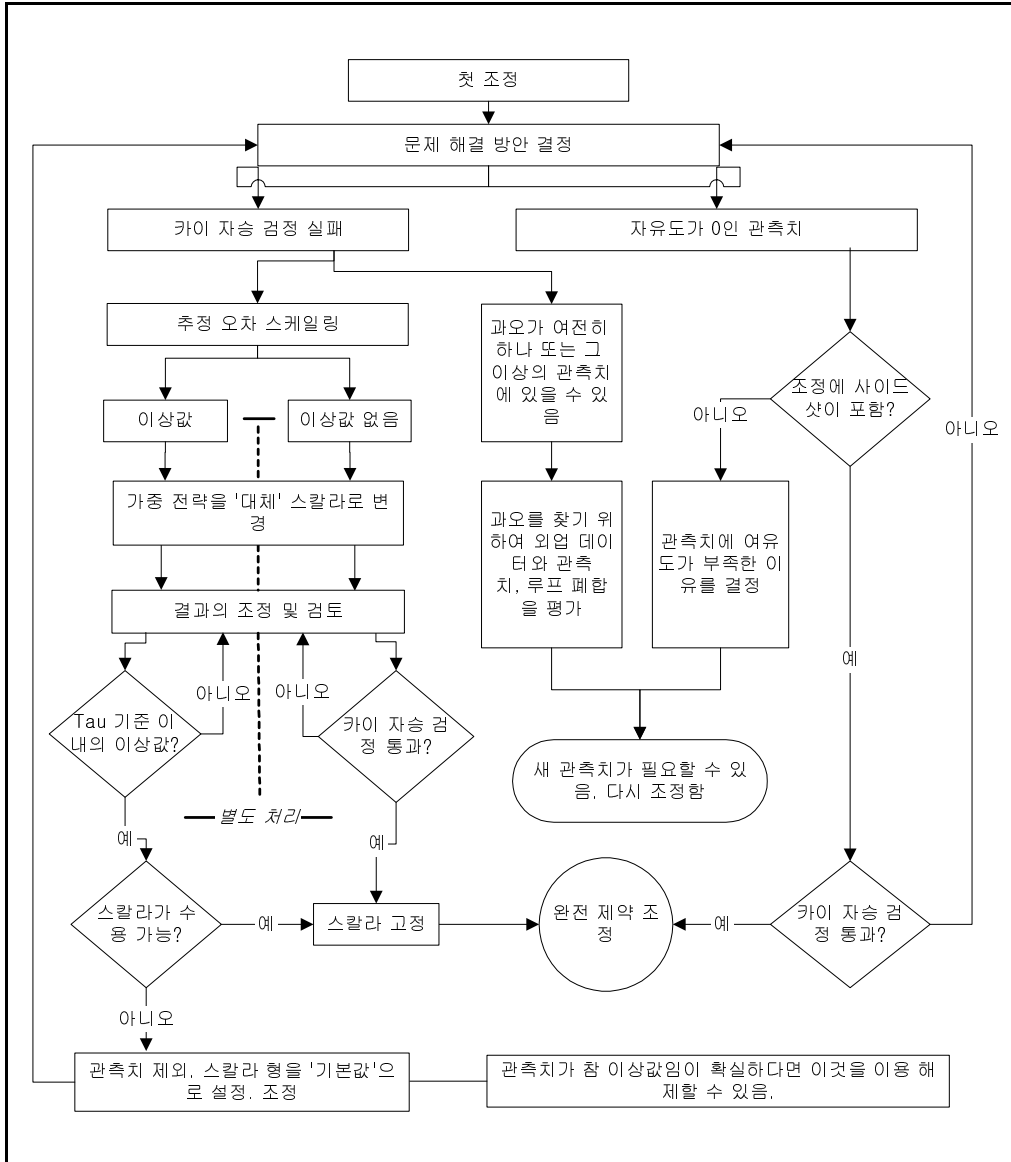 첫 조정
문제 해결 방안 결정
카이 자승 검정 실패
자유도가 0인 관측치
추정 오차 스케일링
과오가 여전히
하나 또는 그
이상의 관측치
에 있을 수 있
음
조정에 사이드
샷이 포함?
이상값
이상값 없음
아니오
아니오
가중 전략을 '대체' 스칼라로 변
경
과오를 찾기 위
하여 외업 데이
터와 관측
치, 루프 폐합
을 평가
관측치에 여유
도가 부족한 이
유를 결정
결과의 조정 및 검토
예
아니오
아니오
Tau 기준 이
내의 이상값?
카이 자승 검
정 통과?
새 관측치가 필요할 수 있
음. 다시 조정함
별도 처리
예
예
스칼라가 수
용 가능?
예
스칼라 고정
완전 제약 조
정
예
카이 자승 검
정 통과?
아니오
관측치 제외. 스칼라 형을 '기본값'으
로 설정. 조정
관측치가 참 이상값임이 확실하다면 이것을 이용 해
제할 수 있음.